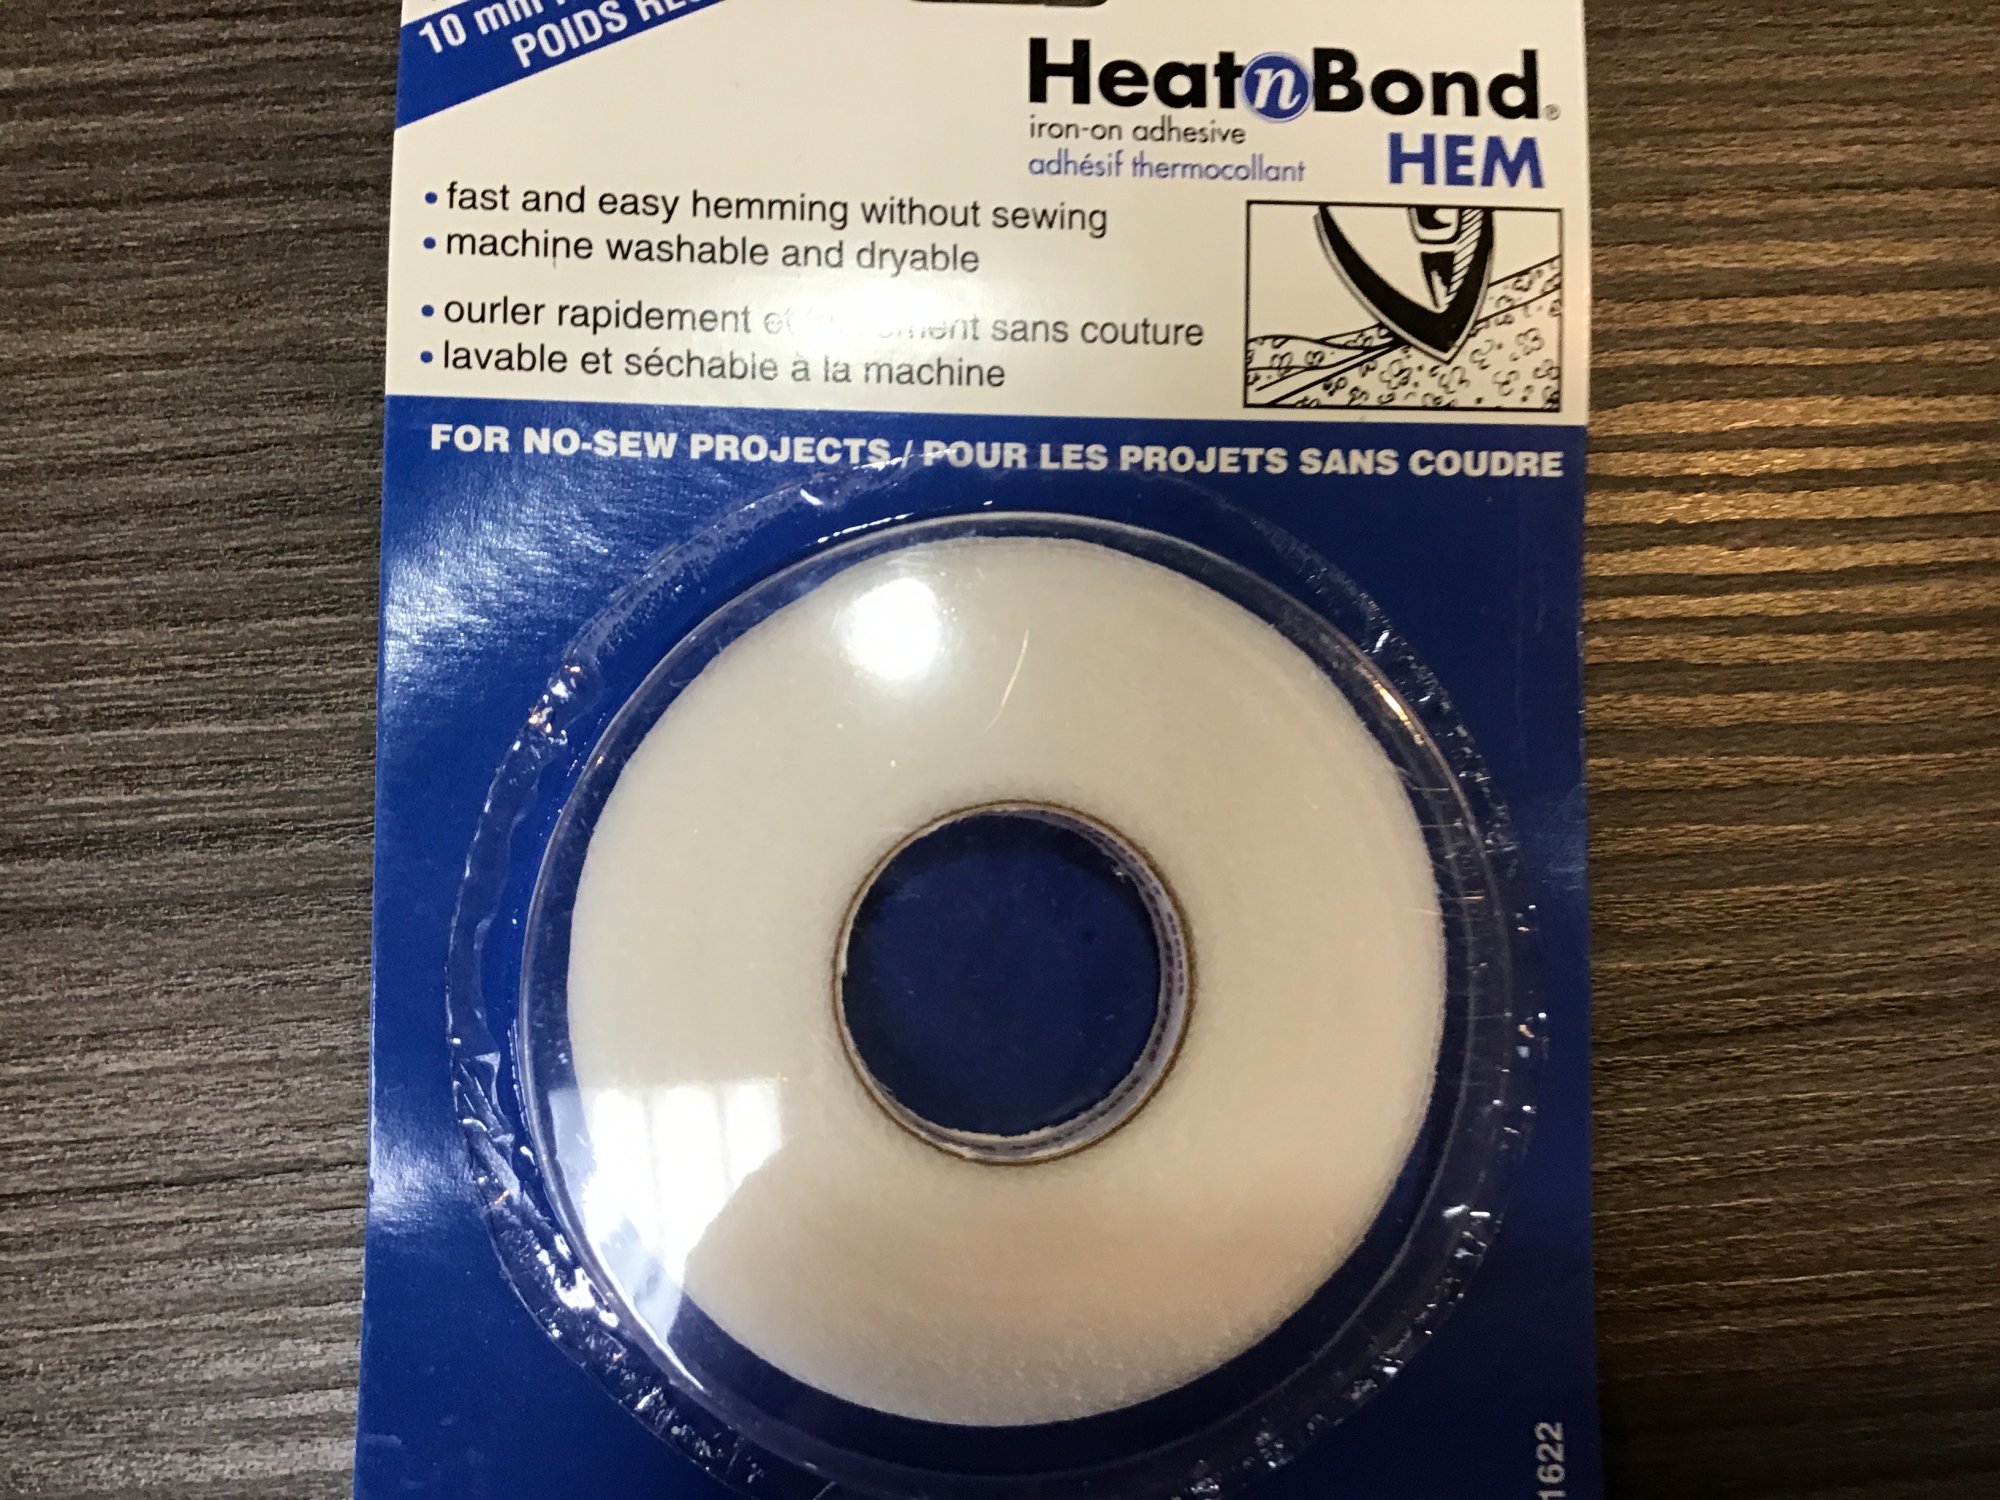 10 mm
POIDS
HeatnBond®
iron-on adhesive
adhésif thermocollant
HEM
• fast and easy hemming without sewing
• machine washable and dryable
• ourler rapidement et sans couture
• lavable et séchable à la machine
FOR NO-SEW PROJECTS / POUR LES PROJETS SANS COUDRE
1622